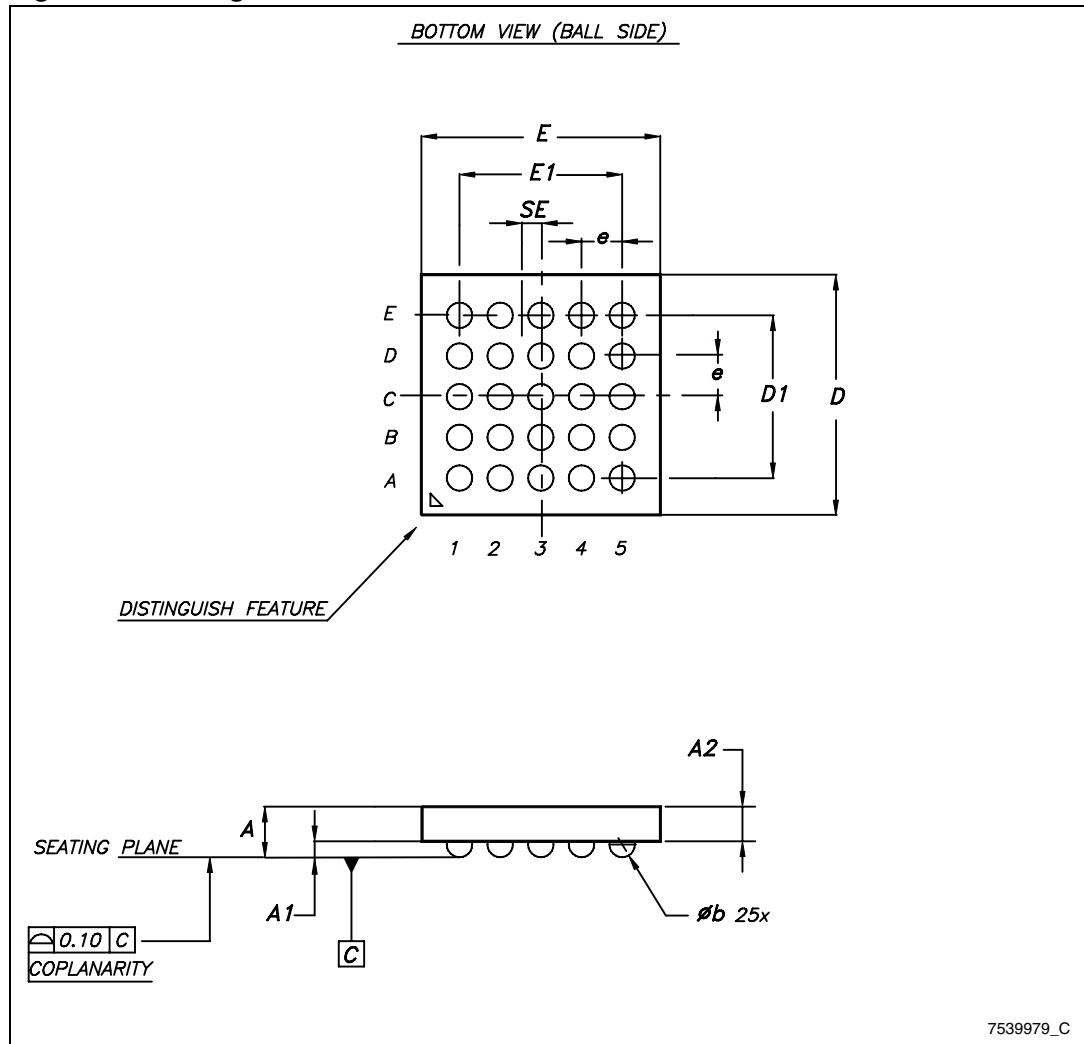 BOTTOM VIEW (BALL SIDE)
E
E1
SE
e
E
D
e
C
D1
D
B
A
1 2 3 4 5
DISTINGUISH FEATURE
A2
A
SEATING PLANE
A1
øb 25x
0.10 C
C
COPLANARITY
7539979_C